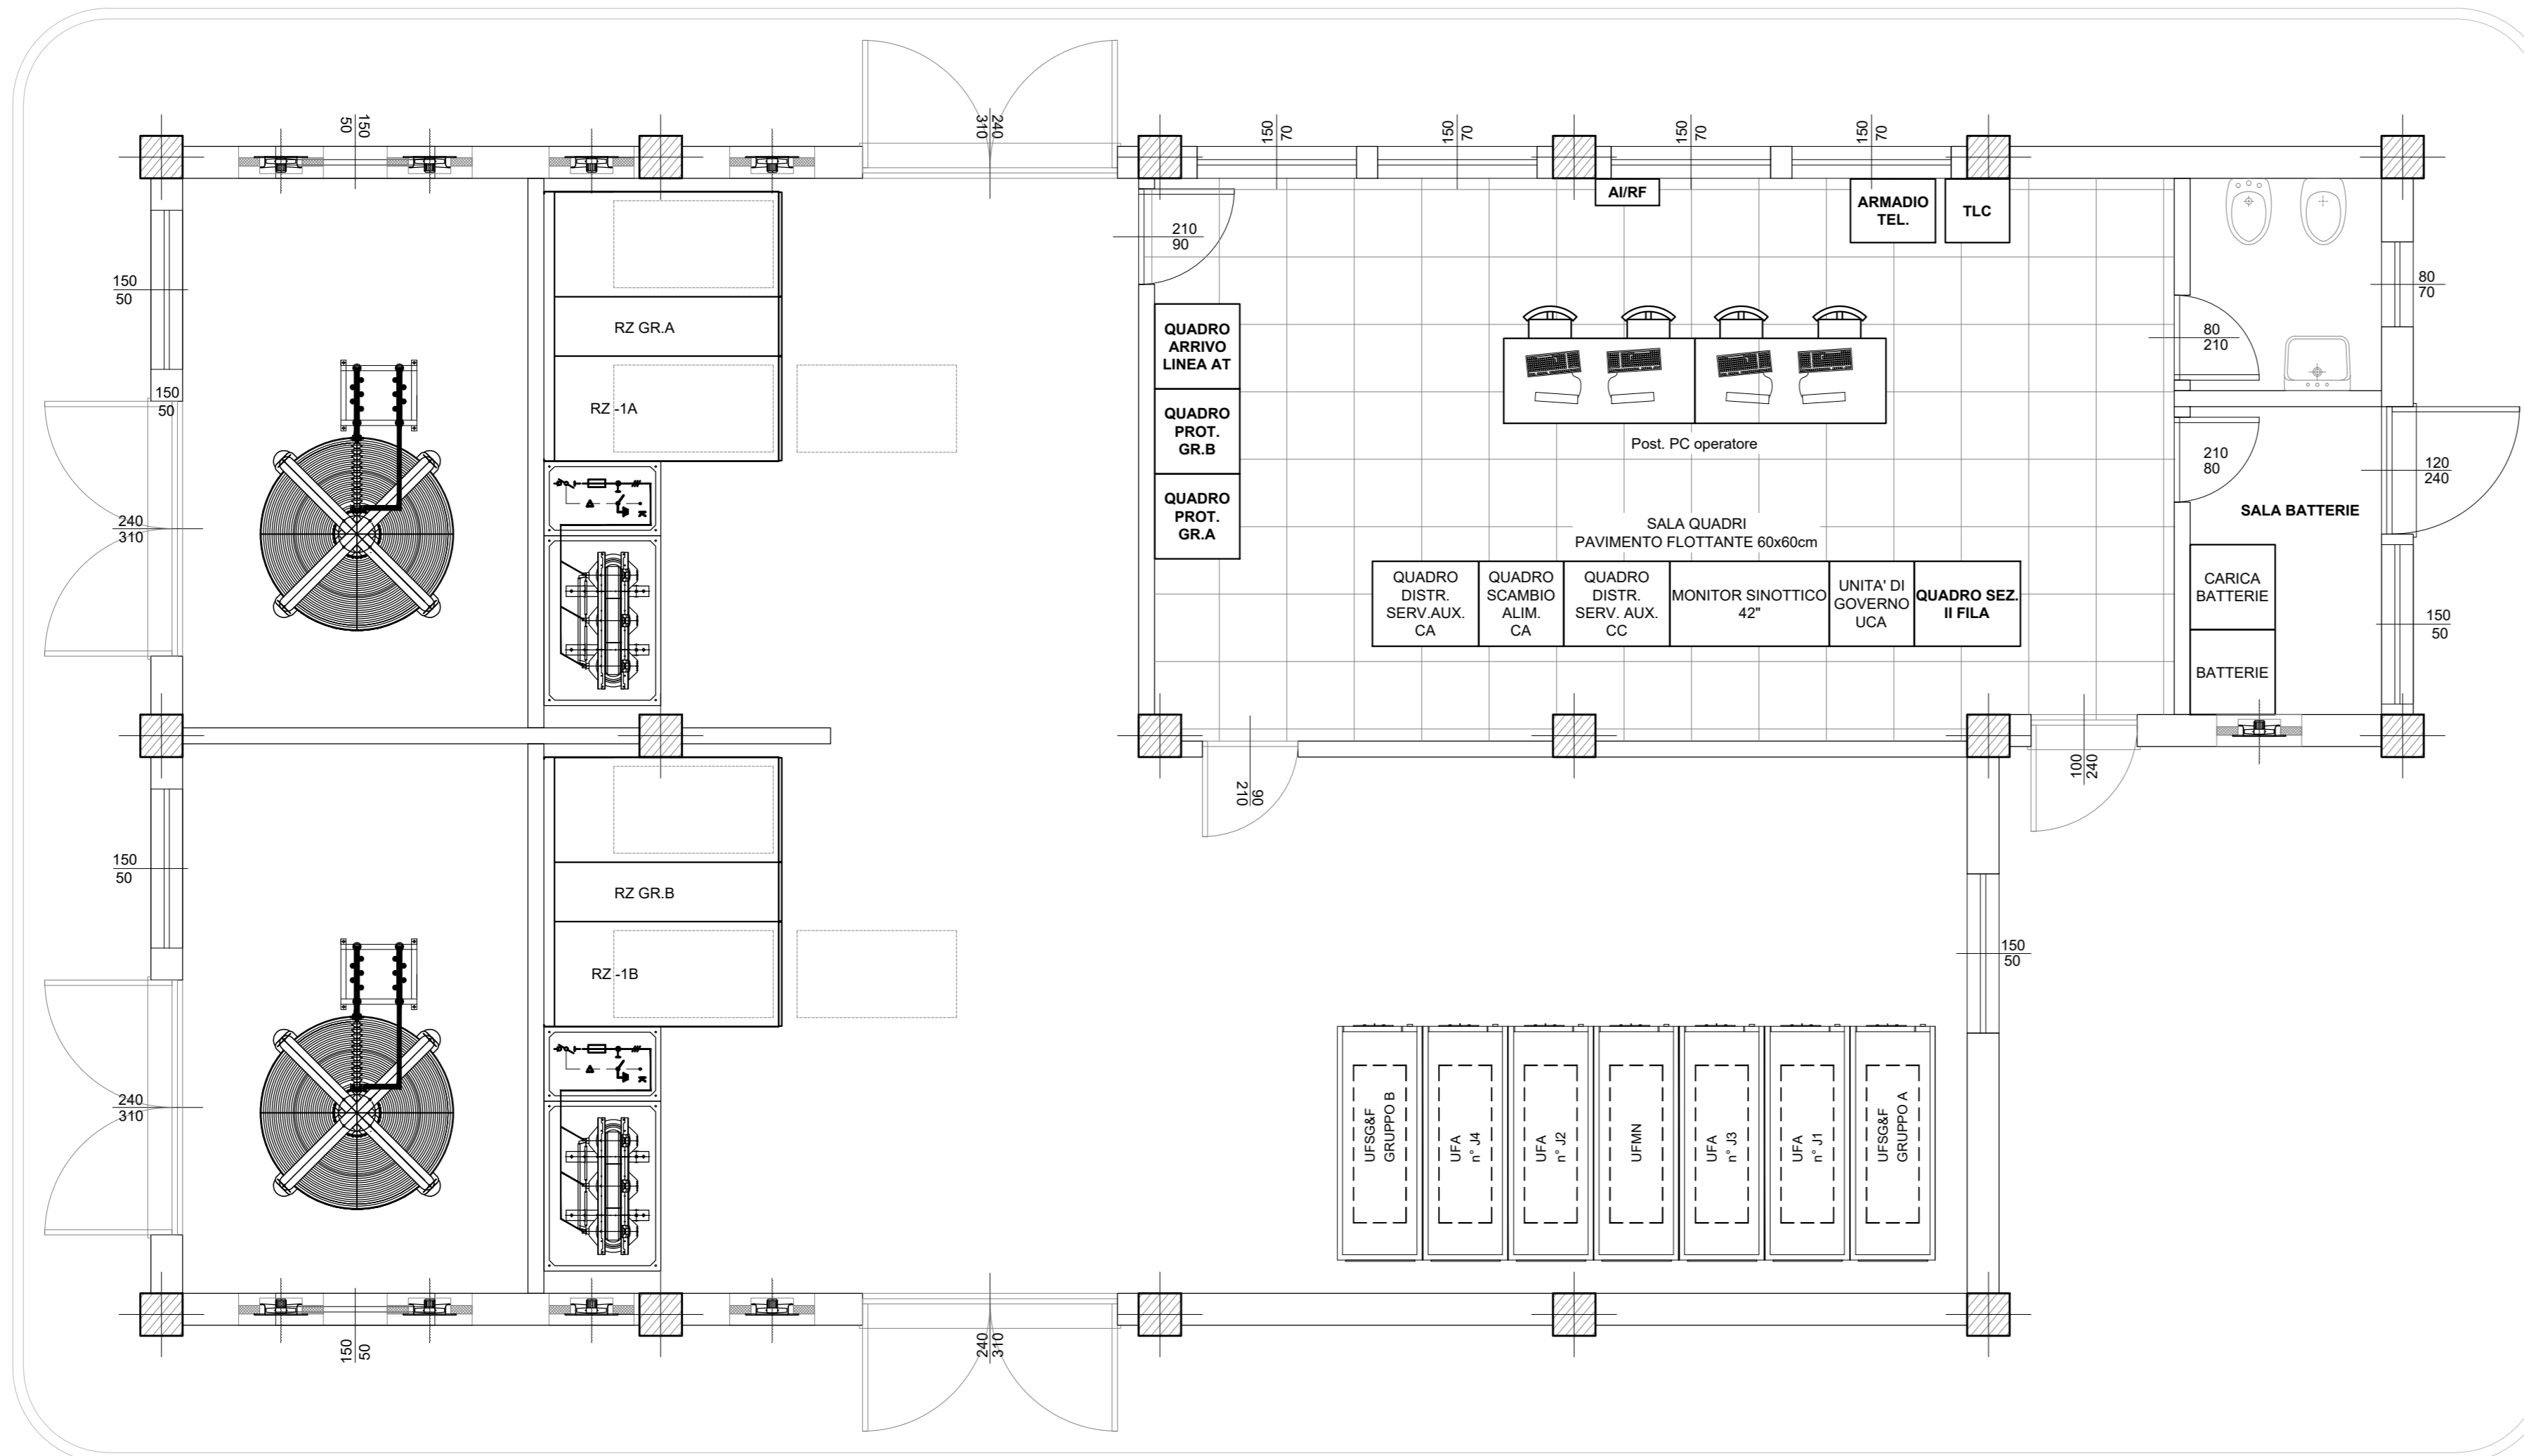 150
50
310
240
150
70
150
70
150
70
150
70
AI/RF
ARMADIO
TEL.
TLC
210
90
150
50
80
70
RZ GR.A
QUADRO
ARRIVO
LINEA AT
80
210
150
50
RZ -1A
QUADRO
PROT.
GR.B
Post. PC operatore
210
80
120
240
QUADRO
PROT.
GR.A
SALA BATTERIE
240
310
SALA QUADRI
PAVIMENTO FLOTTANTE 60x60cm
QUADRO
DISTR.
SERV.AUX.
CA
QUADRO
SCAMBIO
ALIM.
CA
QUADRO
DISTR.
SERV. AUX.
CC
MONITOR SINOTTICO
42"
UNITA' DI
GOVERNO
UCA
QUADRO SEZ.
II FILA
CARICA
BATTERIE
150
50
BATTERIE
90
210
100
240
150
50
RZ GR.B
150
50
RZ -1B
240
310
UFSG&F
GRUPPO B
UFA
n° J4
UFA
n° J2
UFMN
UFA
n° J3
UFA
n° J1
UFSG&F
GRUPPO A
150
50
240
310